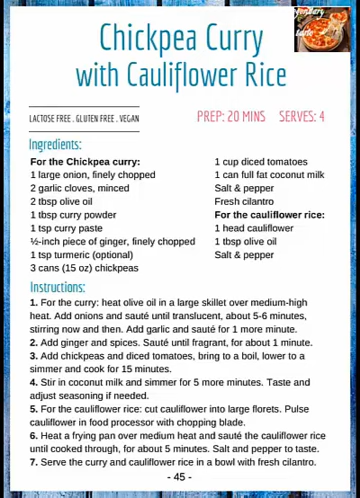 Chickpea Curry
with Cauliflower Rice
LACTOSE FREE . GLUTEN FREE . VEGAN
PREP: 20 MINS SERVES: 4
Ingredients:
For the Chickpea curry:
1 large onion, finely chopped
2 garlic cloves, minced
2 tbsp olive oil
1 tbsp curry powder
1 tsp curry paste
½-inch piece of ginger, finely chopped
1 tsp turmeric (optional)
3 cans (15 oz) chickpeas
1 cup diced tomatoes
1 can full fat coconut milk
Salt & pepper
Fresh cilantro
For the cauliflower rice:
1 head cauliflower
1 tbsp olive oil
Salt & pepper
Instructions:
1. For the curry: heat olive oil in a large skillet over medium-high
heat. Add onions and sauté until translucent, about 5-6 minutes,
stirring now and then. Add garlic and sauté for 1 more minute.
2. Add ginger and spices. Sauté until fragrant, for about 1 minute.
3. Add chickpeas and diced tomatoes, bring to a boil, lower to a
simmer and cook for 15 minutes.
4. Stir in coconut milk and simmer for 5 more minutes. Taste and
adjust seasoning if needed.
5. For the cauliflower rice: cut cauliflower into large florets. Pulse
cauliflower in food processor with chopping blade.
6. Heat a frying pan over medium heat and sauté the cauliflower rice
until cooked through, for about 5 minutes. Salt and pepper to taste.
7. Serve the curry and cauliflower rice in a bowl with fresh cilantro.
- 45 -